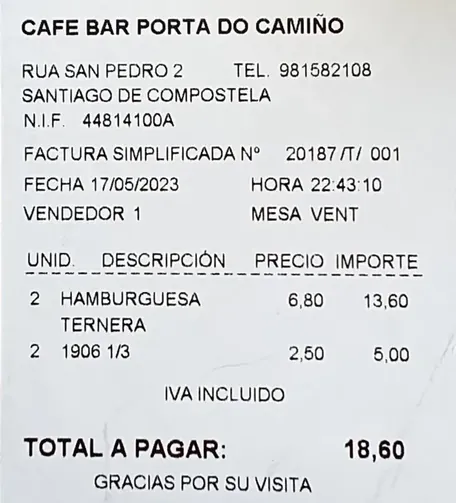 CAFE BAR PORTA DO CAMIÑO
RUA SAN PEDRO 2 TEL. 981582108
SANTIAGO DE COMPOSTELA
N.I.F. 44814100A
FACTURA SIMPLIFICADA Nº 20187 /T/ 001
FECHA 17/05/2023 HORA 22:43:10
VENDEDOR 1 MESA VENT
UNID. DESCRIPCIÓN PRECIO IMPORTE
2 HAMBURGUESA 6,80 13,60
TERNERA
2 1906 1/3 2,50 5,00
IVA INCLUIDO
TOTAL A PAGAR: 18,60
GRACIAS POR SU VISITA